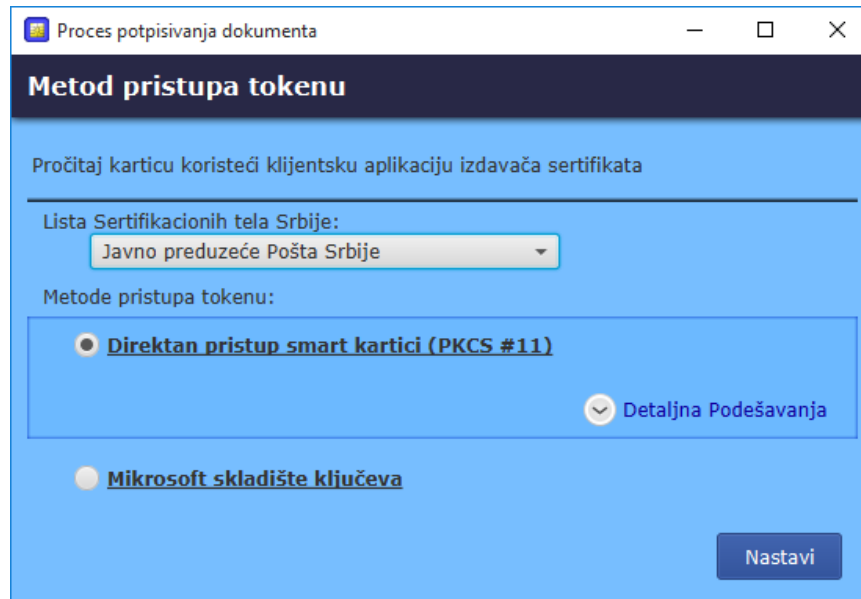 Proces potpisivanja dokumenta
Metod pristupa tokenu
Pročitaj karticu koristeći klijentsku aplikaciju izdavača sertifikata
Lista Sertifikacionih tela Srbije:
Javno preduzeće Pošta Srbije
Metode pristupa tokenu:
Direktan pristup smart kartici (PKCS #11)
Detaljna Podešavanja
Mikrosoft skladište ključeva
Nastavi